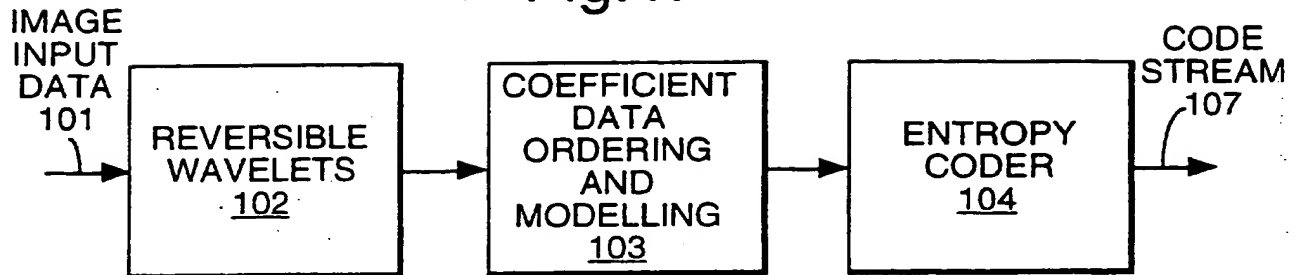 IMAGE
INPUT
DATA
101
REVERSIBLE
WAVELETS
102
COEFFICIENT
DATA
ORDERING
AND
MODELLING
103
ENTROPY
CODER
104
CODE
STREAM
107